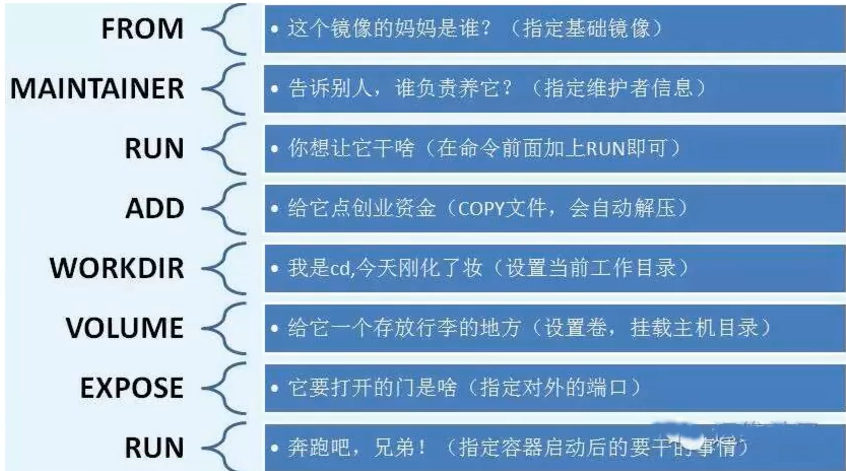 FROM
• 这个镜像的妈妈是谁？（指定基础镜像）
MAINTAINER
• 告诉别人，谁负责养它？（指定维护者信息）
RUN
• 你想让它干啥（在命令前面加上RUN即可）
ADD
• 给它点创业资金（COPY文件，会自动解压）
WORKDIR
• 我是cd,今天刚化了妆（设置当前工作目录）
VOLUME
• 给它一个存放行李的地方（设置卷，挂载主机目录）
EXPOSE
• 它要打开的门是啥（指定对外的端口）
RUN
• 奔跑吧，兄弟！（指定容器启动后的要干的事情）